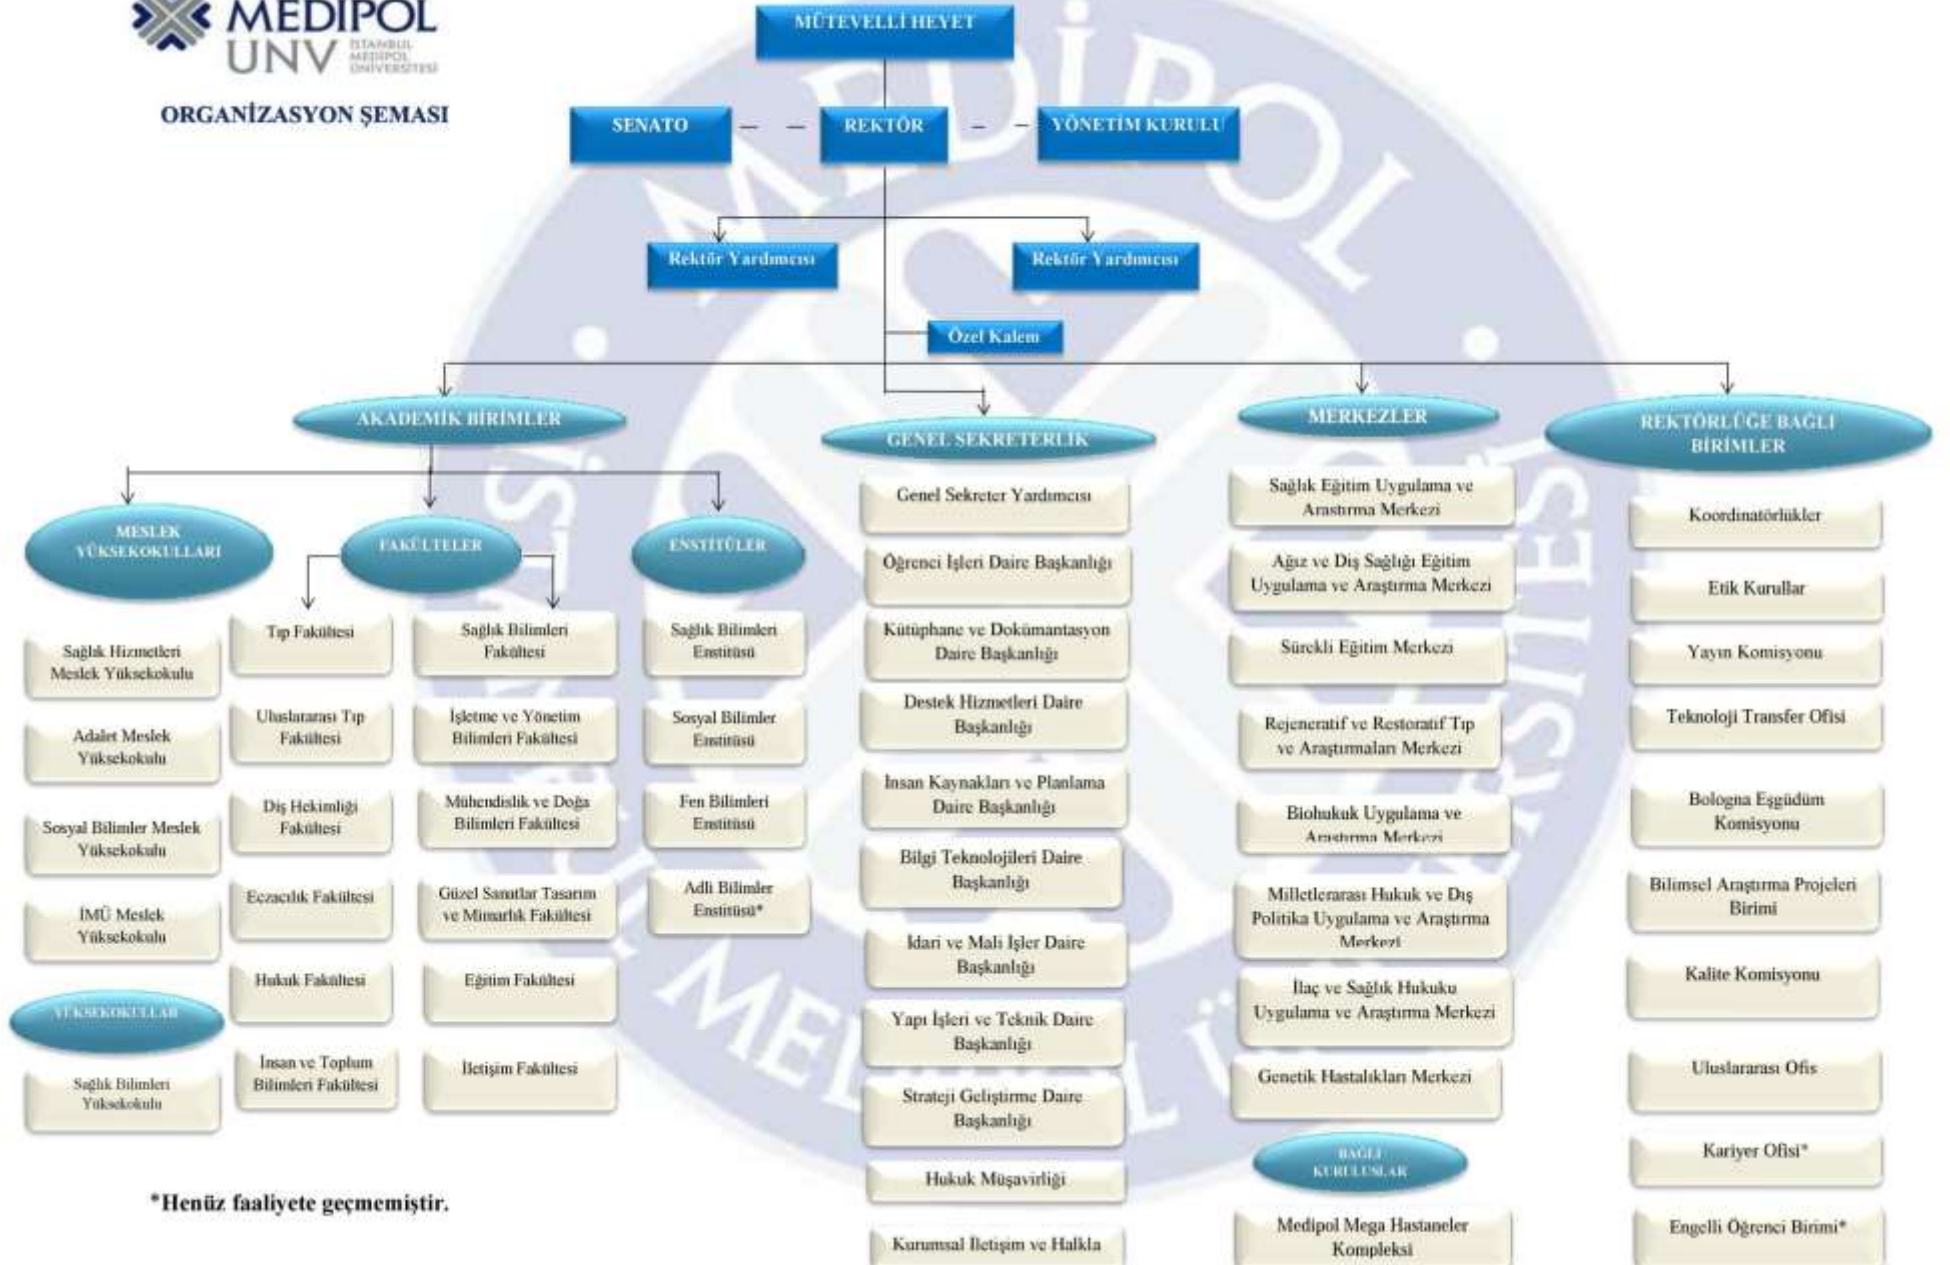 MEDİPOL
UNV
İSTANBUL
MEDİPOL
ÜNİVERSİTESİ
ORGANİZASYON ŞEMASI
MÜTEVELLİ HEYET
SENATO
REKTÖR
YÖNETİM KURULU
Rektör Yardımcısı
Rektör Yardımcısı
Özel Kalem
AKADEMİK BİRİMLER
MESLEK
YÜKSEKOKULLARI
Sağlık Hizmetleri
Meslek Yüksekokulu
Adalet Meslek
Yüksekokulu
Sosyal Bilimler Meslek
Yüksekokulu
İMÜ Meslek
Yüksekokulu
YÜKSEKOKULLAR
Sağlık Bilimleri
Yüksekokulu
FAKÜLTELER
Tıp Fakültesi
Uluslararası Tıp
Fakültesi
Diş Hekimliği
Fakültesi
Eczacılık Fakültesi
Hukuk Fakültesi
İnsan ve Toplum
Bilimleri Fakültesi
Sağlık Bilimleri
Fakültesi
İşletme ve Yönetim
Bilimleri Fakültesi
Mühendislik ve Doğa
Bilimleri Fakültesi
Güzel Sanatlar Tasarım
ve Mimarlık Fakültesi
Eğitim Fakültesi
İletişim Fakültesi
ENSTİTÜLER
Sağlık Bilimleri
Enstitüsü
Sosyal Bilimler
Enstitüsü
Fen Bilimleri
Enstitüsü
Adli Bilimler
Enstitüsü*
GENEL SEKRETERLİK
Genel Sekreter Yardımcısı
Öğrenci İşleri Daire Başkanlığı
Kütüphane ve Dokümantasyon
Daire Başkanlığı
Destek Hizmetleri Daire
Başkanlığı
İnsan Kaynakları ve Planlama
Daire Başkanlığı
Bilgi Teknolojileri Daire
Başkanlığı
İdari ve Mali İşler Daire
Başkanlığı
Yapı İşleri ve Teknik Daire
Başkanlığı
Strateji Geliştirme Daire
Başkanlığı
Hukuk Müşavirliği
Kurumsal İletişim ve Halkla
MERKEZLER
Sağlık Eğitim Uygulama ve
Arastırma Merkezi
Ağız ve Diş Sağlığı Eğitim
Uygulama ve Araştırma Merkezi
Sürekli Eğitim Merkezi
Rejeneratif ve Restoratif Tıp
ve Araştırmaları Merkezi
Biohukuk Uygulama ve
Araştırma Merkezi
Milletlerarası Hukuk ve Dış
Politika Uygulama ve Araştırma
Merkezi
İlaç ve Sağlık Hukuku
Uygulama ve Araştırma Merkezi
Genetik Hastalıkları Merkezi
BAĞLI
KURULUŞLAR
Medipol Mega Hastaneler
Kompleksi
REKTÖRLÜĞE BAĞLI
BİRİMLER
Koordinatörlükler
Etik Kurullar
Yayın Komisyonu
Teknoloji Transfer Ofisi
Bologna Eşgüdüm
Komisyonu
Bilimsel Araştırma Projeleri
Birimi
Kalite Komisyonu
Uluslararası Ofis
Kariyer Ofisi*
Engelli Öğrenci Birimi*
*Henüz faaliyete geçmemiştir.